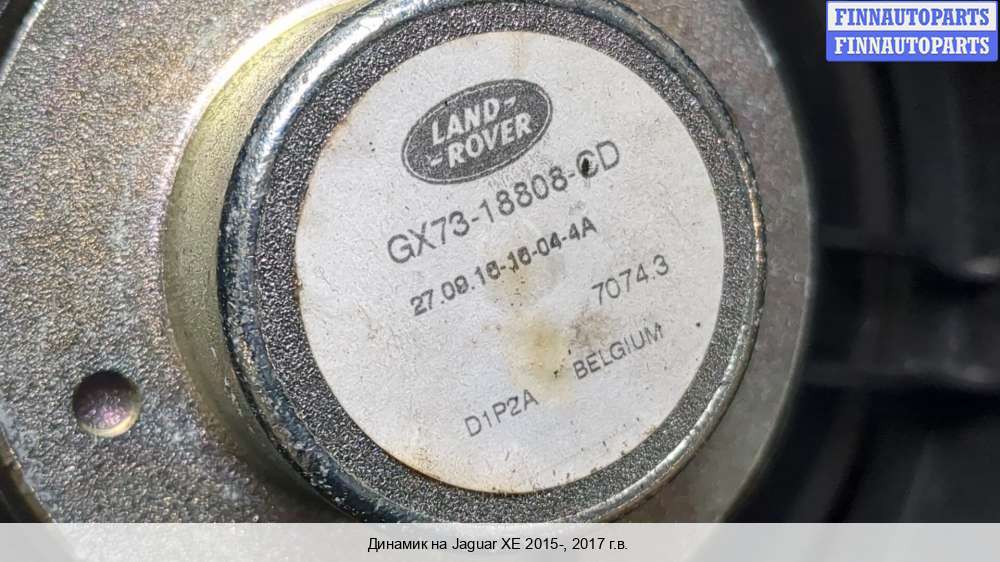 FINNAUTOPARTS
FINNAUTOPARTS
LAND-
-ROVER
GX73-18808-CD
27.09.16-16-04-4A
7074.3
D1P2A BELGIUM
Динамик на Jaguar XE 2015-, 2017 г.в.